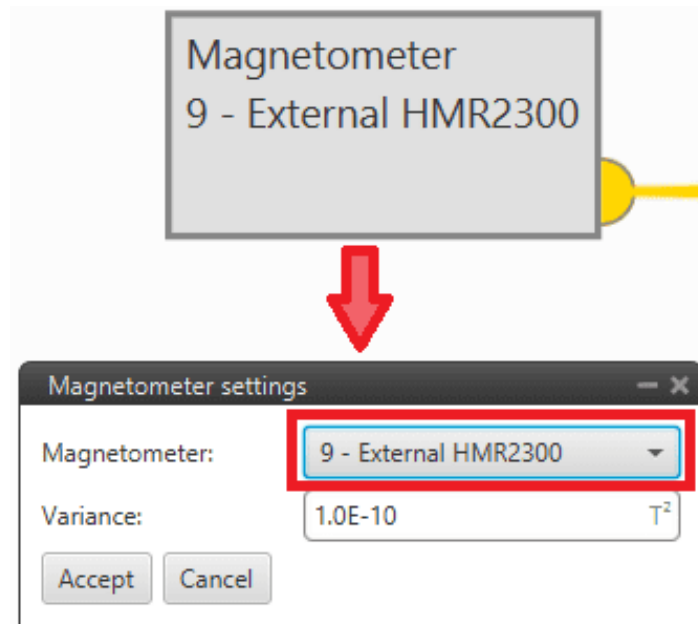 Magnetometer
9 - External HMR2300
Magnetometer settings
Magnetometer: 9 - External HMR2300
Variance: 1.0E-10 T²
Accept Cancel